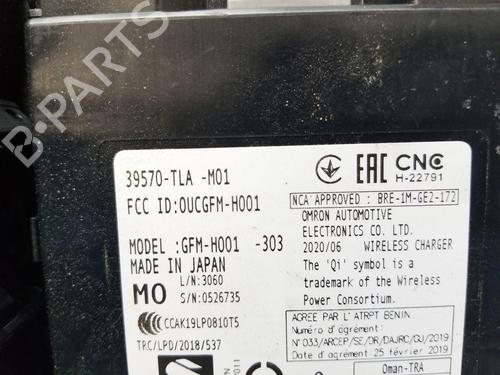 39570-TLA -M01
FCC ID:OUCGFM-H001
MODEL :GFM-H001 -303
MADE IN JAPAN
M0
L/N:3060
S/N:0526735
CCAK19LP0810T5
TRC/LPD/2018/537
EAC
CNC
H-22791
NCA APPROVED : BRE-1M-GE2-172
OMRON AUTOMOTIVE
ELECTRONICS CO. LTD.
2020/06 WIRELESS CHARGER
The 'Qi' symbol is a
trademark of the Wireless
Power Consortium.
AGREE PAR L'ATRPT BENIN
Numéro d'agrément:
N°033/ARCEP/SE/DR/DAJRC/GU/2019
Date d'agrément: 25 février 2019
Oman-TRA
B-PARTS